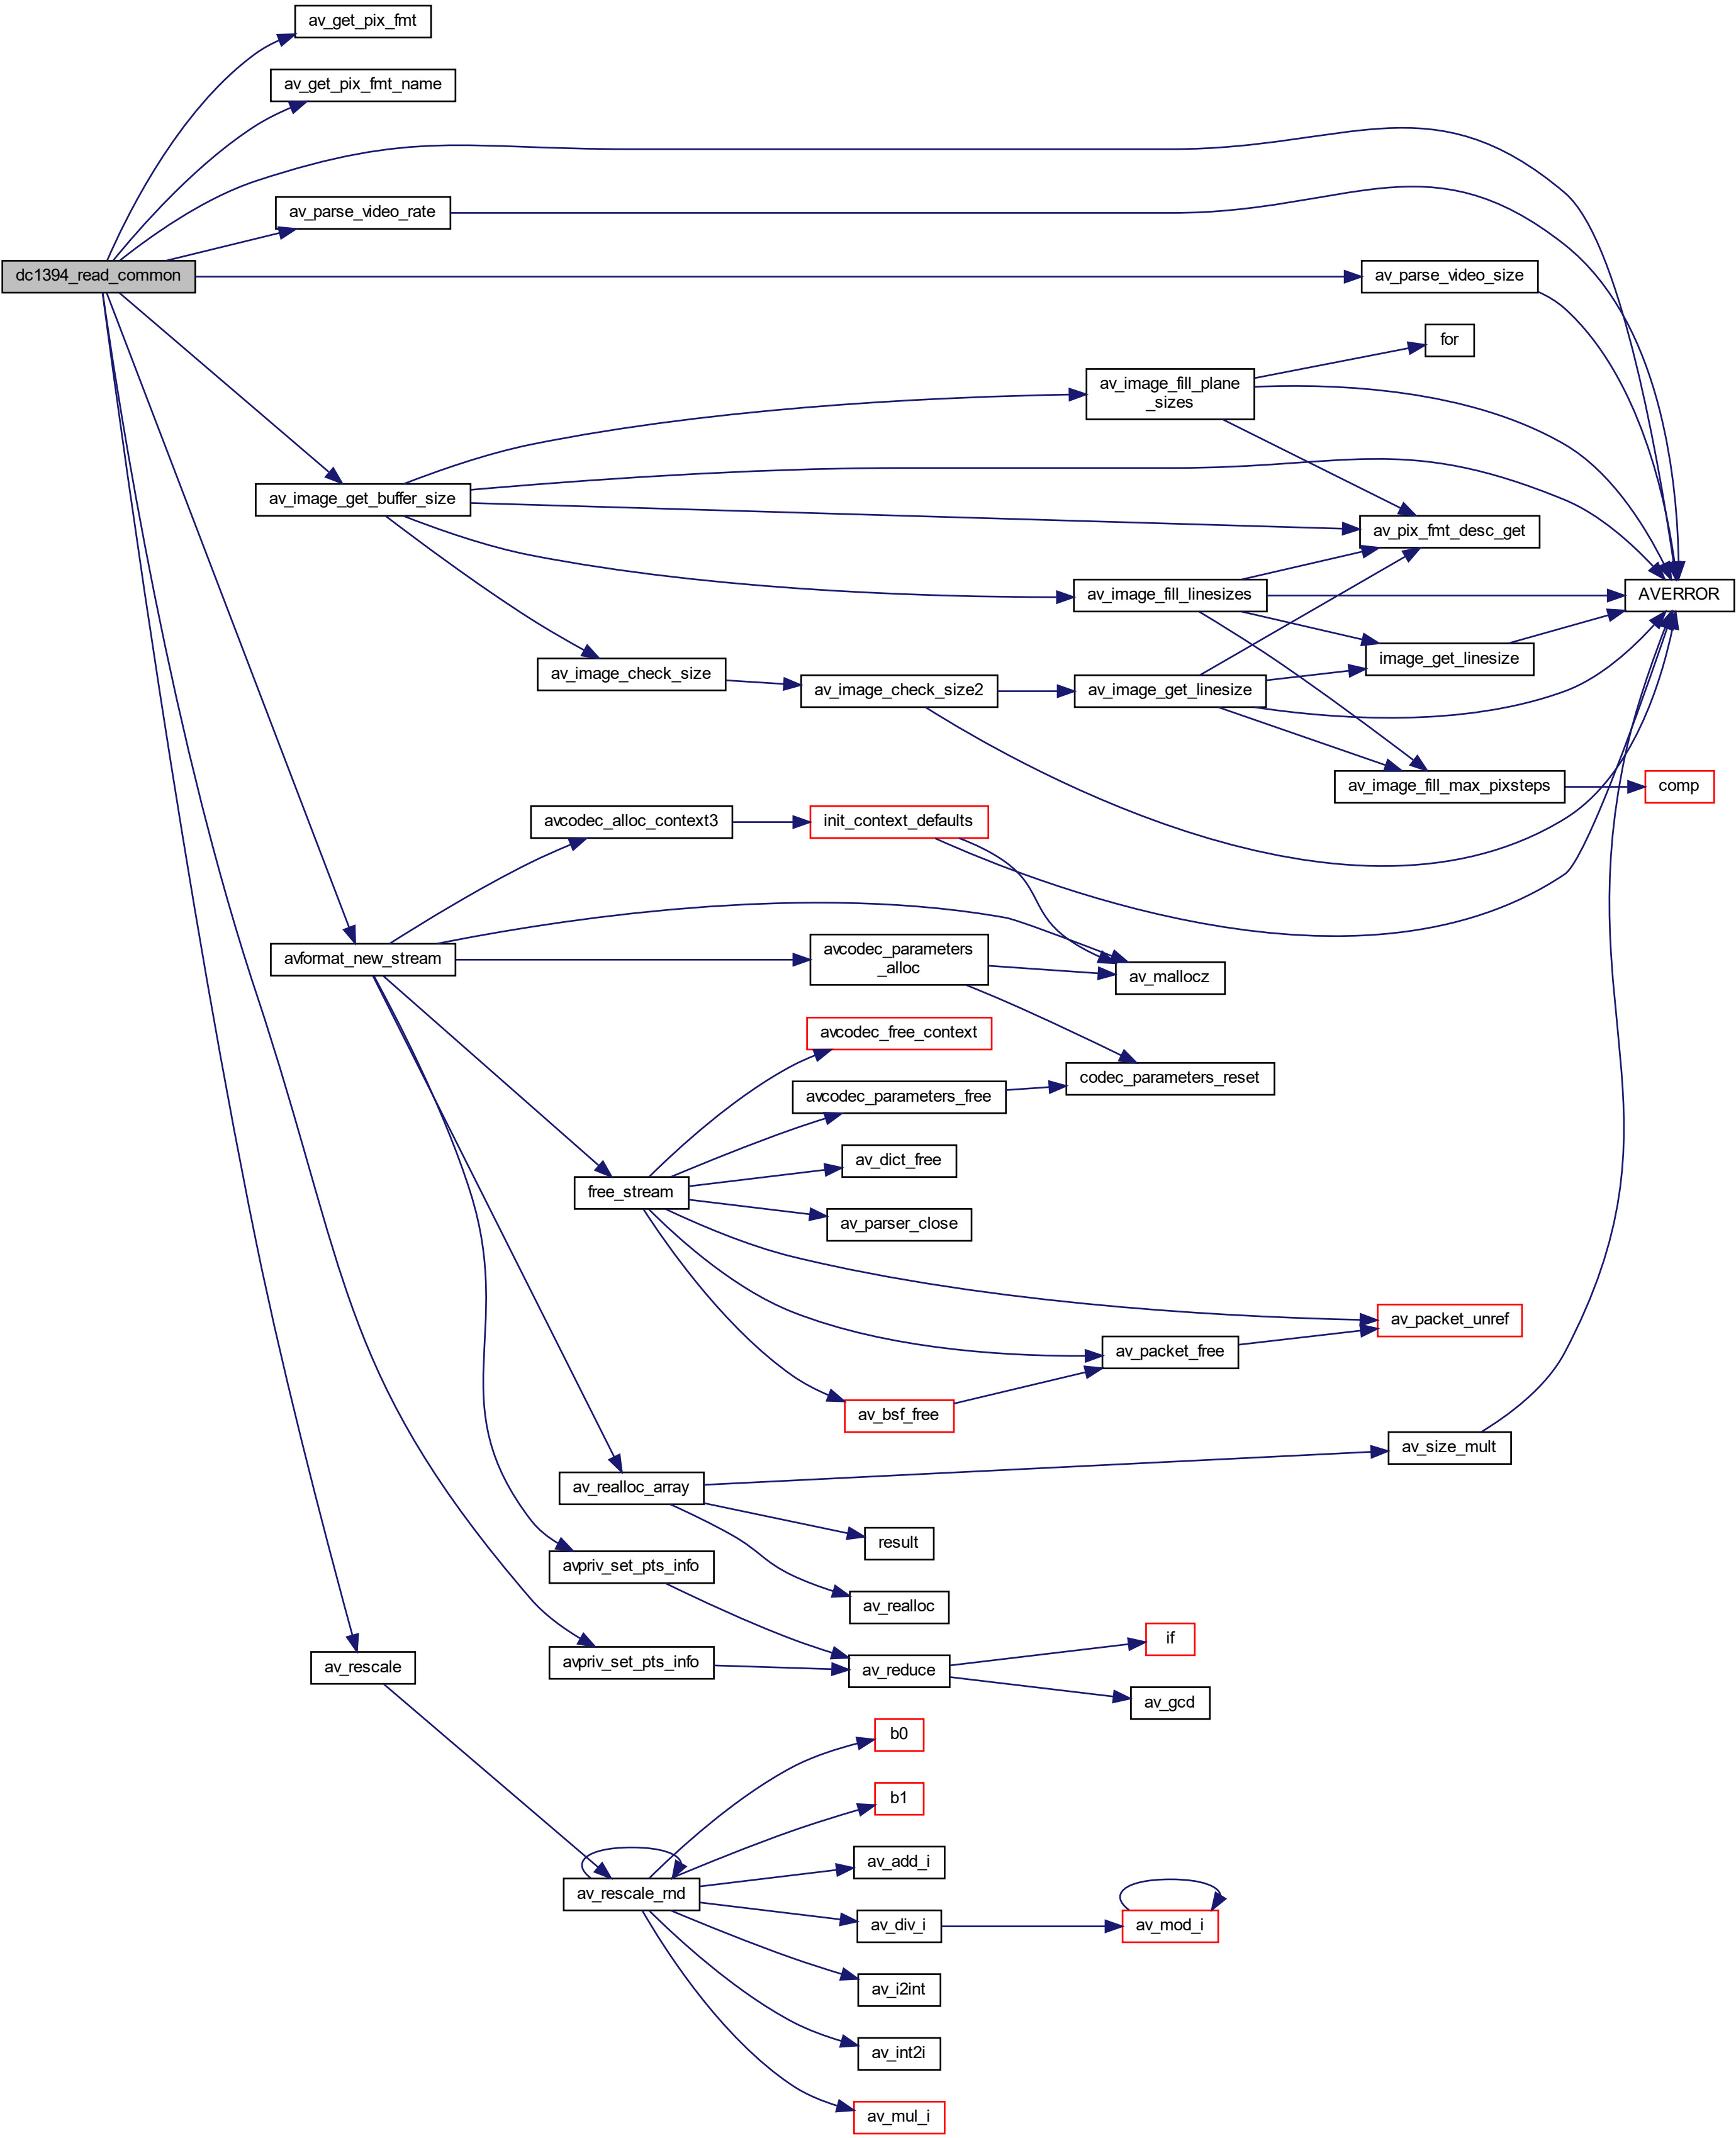 av_get_pix_fmt
av_get_pix_fmt_name
av_parse_video_rate
dc1394_read_common
av_parse_video_size
for
av_image_fill_plane
_sizes
av_image_get_buffer_size
av_pix_fmt_desc_get
av_image_fill_linesizes
AVERROR
image_get_linesize
av_image_check_size
av_image_check_size2
av_image_get_linesize
av_image_fill_max_pixsteps
comp
avcodec_alloc_context3
init_context_defaults
avformat_new_stream
avcodec_parameters
_alloc
av_mallocz
avcodec_free_context
codec_parameters_reset
avcodec_parameters_free
av_dict_free
free_stream
av_parser_close
av_packet_unref
av_packet_free
av_bsf_free
av_size_mult
av_realloc_array
result
avpriv_set_pts_info
av_realloc
if
av_rescale
avpriv_set_pts_info
av_reduce
av_gcd
b0
b1
av_add_i
av_rescale_rnd
av_div_i
av_mod_i
av_i2int
av_int2i
av_mul_i